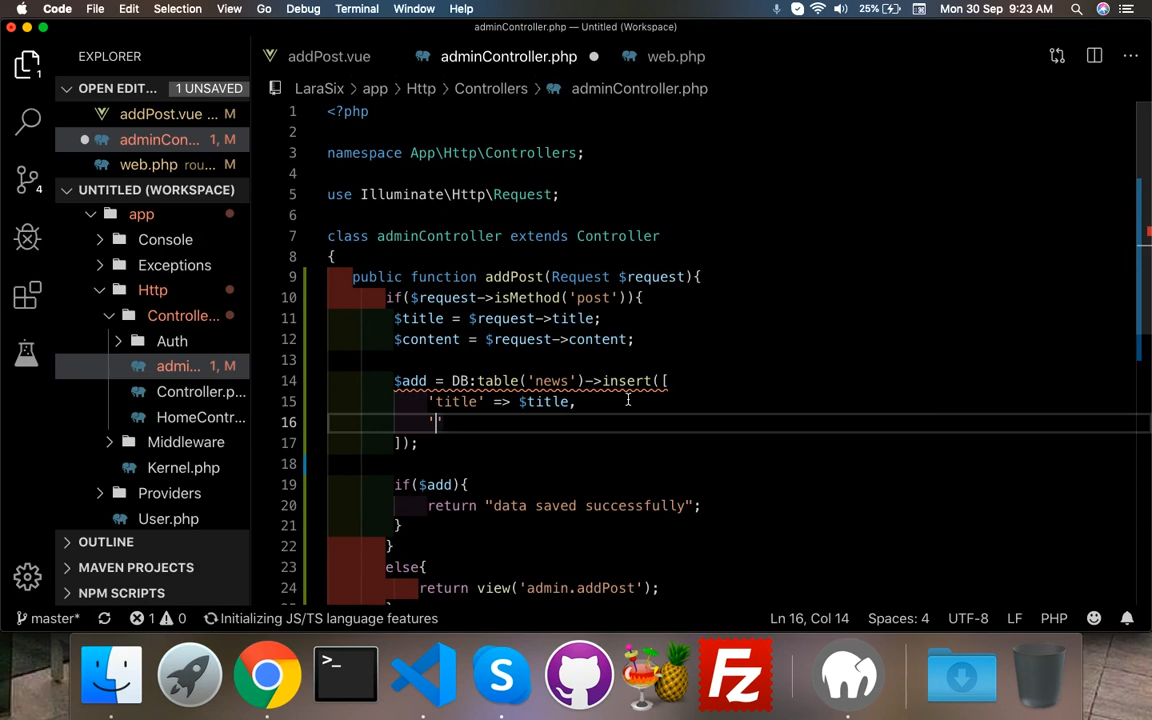 Code File Edit Selection View Go Debug Terminal Window Help 25% Mon 30 Sep 9:23 AM
adminController.php — Untitled (Workspace)
EXPLORER
addPost.vue
adminController.php
web.php
OPEN EDIT... 1 UNSAVED
addPost.vue ... M
adminCon... 1, M
web.php rou... M
UNTITLED (WORKSPACE)
app
Console
Exceptions
Http
Controlle...
Auth
admi... 1, M
Controller.p...
HomeContr...
Middleware
Kernel.php
Providers
User.php
OUTLINE
MAVEN PROJECTS
NPM SCRIPTS
1
4
LaraSix > app > Http > Controllers > adminController.php
1 <?php
2
3 namespace App\Http\Controllers;
4
5 use Illuminate\Http\Request;
6
7 class adminController extends Controller
8 {
9 public function addPost(Request $request){
10 if($request->isMethod('post')){
11 $title = $request->title;
12 $content = $request->content;
13
14 $add = DB:table('news')->insert([
15 'title' => $title,
16 ''
17 ]);
18
19 if($add){
20 return "data saved successfully";
21 }
22 }
23 else{
24 return view('admin.addPost');
master* 1 0 Initializing JS/TS language features Ln 16, Col 14 Spaces: 4 UTF-8 LF PHP
>_
S
Fz